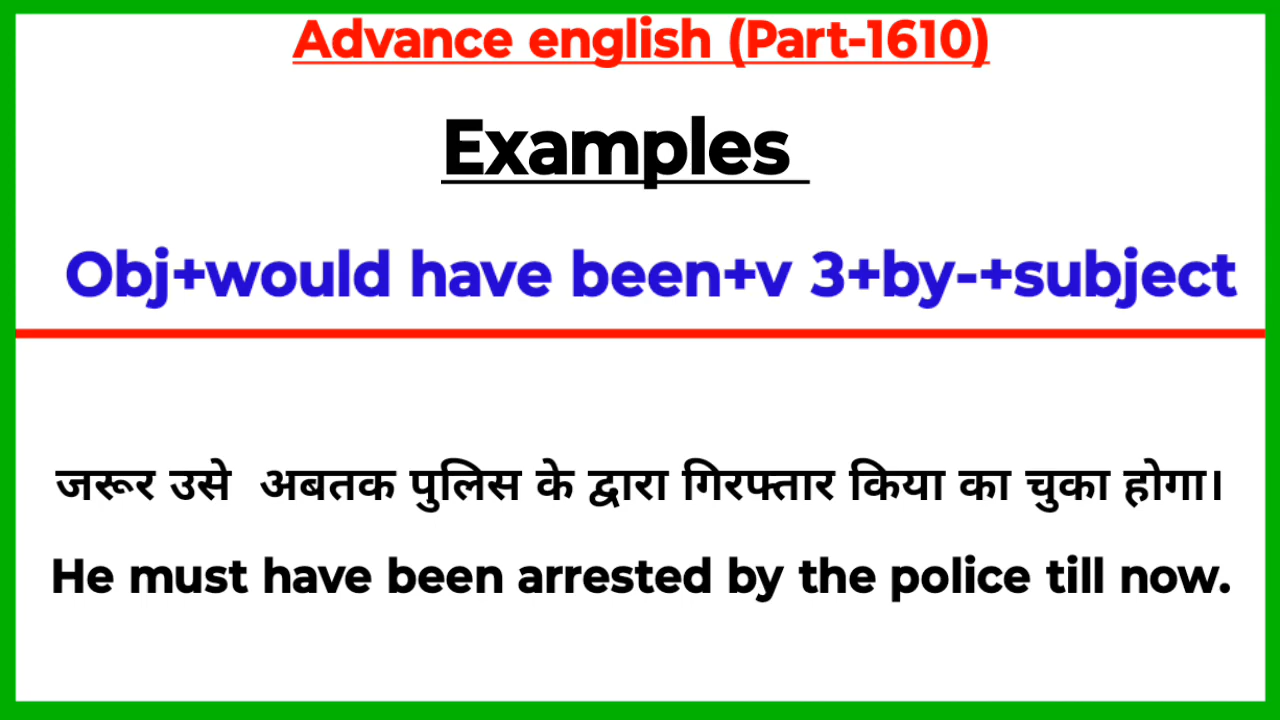 Advance english (Part-1610)
Examples
Obj+would have been+v 3+by-+subject
जरूर उसे अबतक पुलिस के द्वारा गिरफ्तार किया का चुका होगा।
He must have been arrested by the police till now.